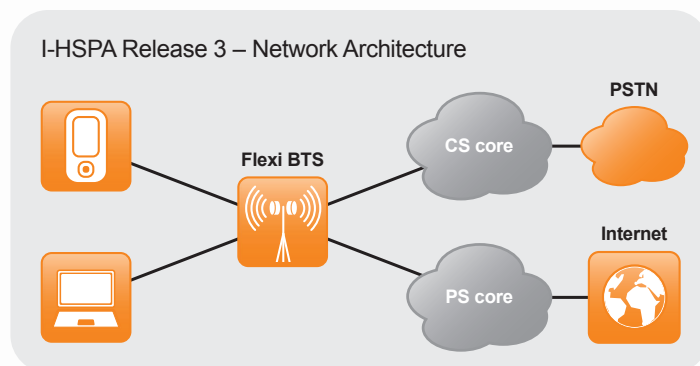 I-HSPA Release 3 – Network Architecture
PSTN
CS core
Flexi BTS
Internet
PS core